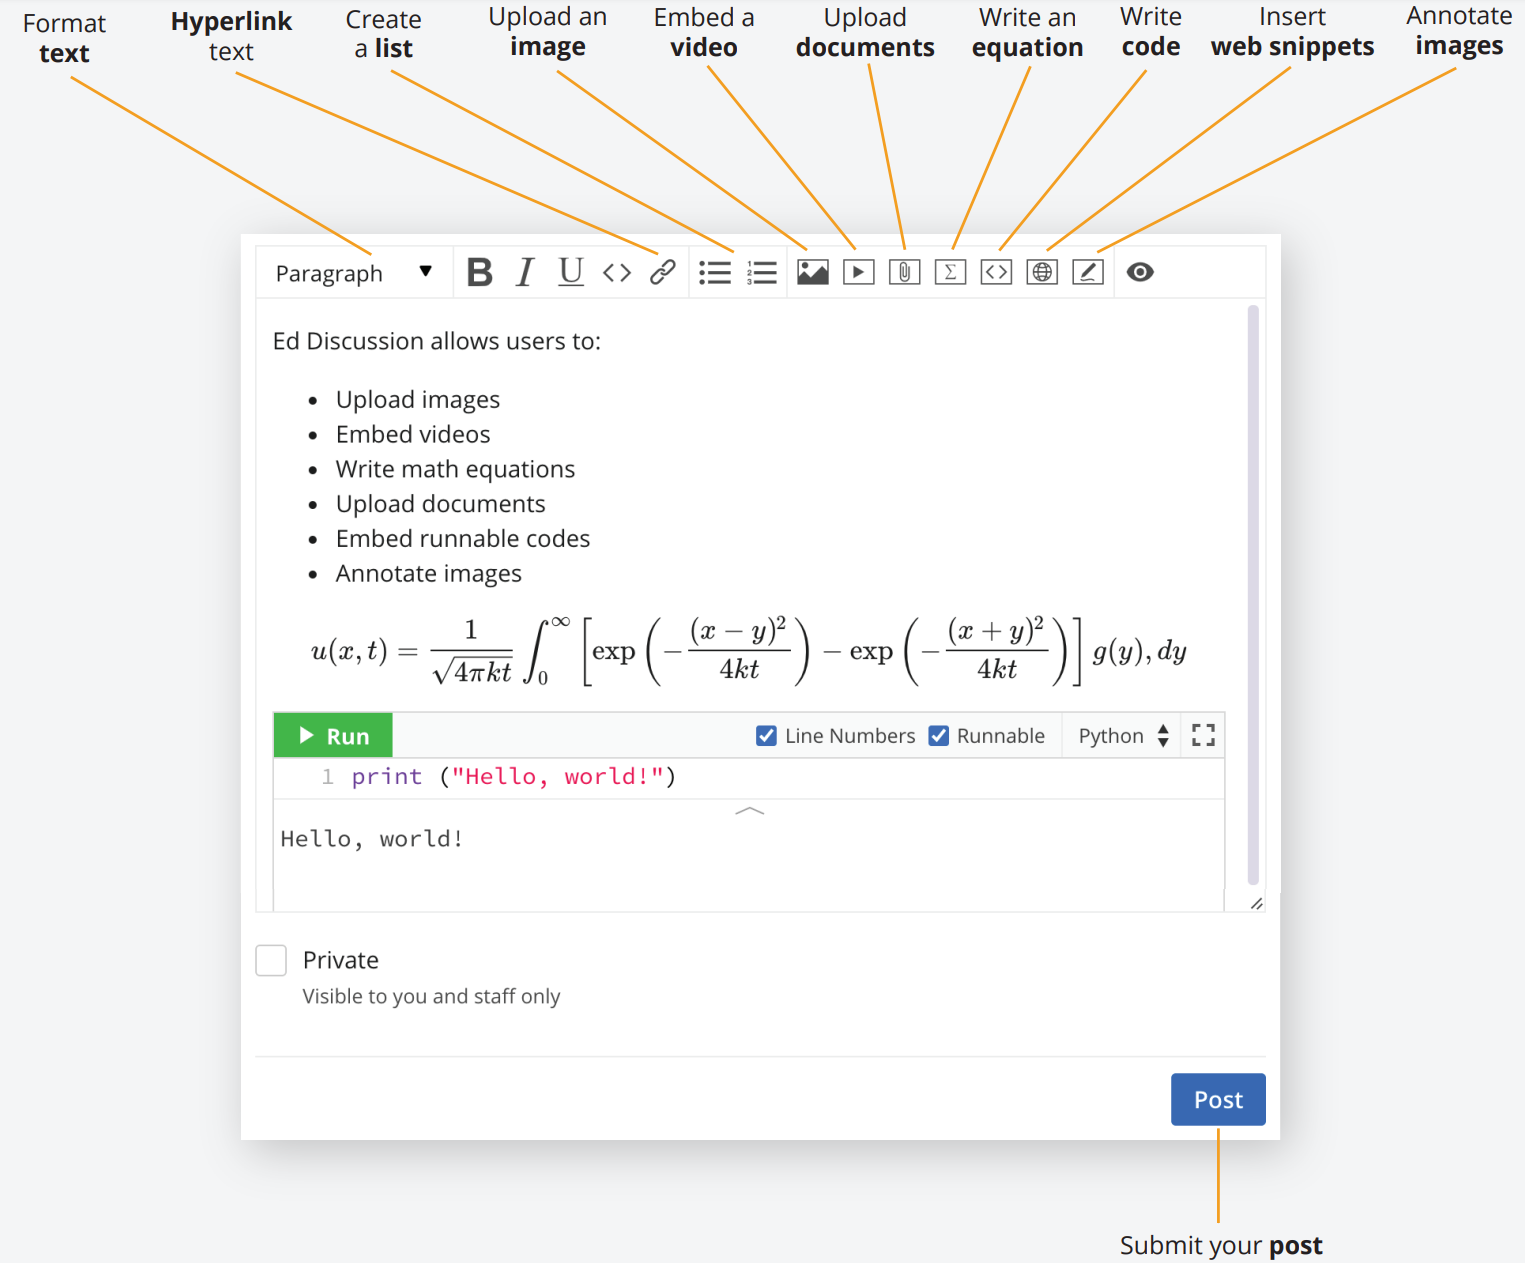 Format
text
Hyperlink
text
Create
a list
Upload an
image
Embed a
video
Upload
documents
Write an
equation
Write
code
Insert
web snippets
Annotate
images
Paragraph
B I U <>
Ed Discussion allows users to:
• Upload images
• Embed videos
• Write math equations
• Upload documents
• Embed runnable codes
• Annotate images
u(x, t) = 1/√4πkt ∫₀^∞ [exp(−(x − y)²/4kt) − exp(−(x + y)²/4kt)] g(y), dy
Run Line Numbers Runnable Python
1 print ("Hello, world!")
Hello, world!
Private
Visible to you and staff only
Post
Submit your post